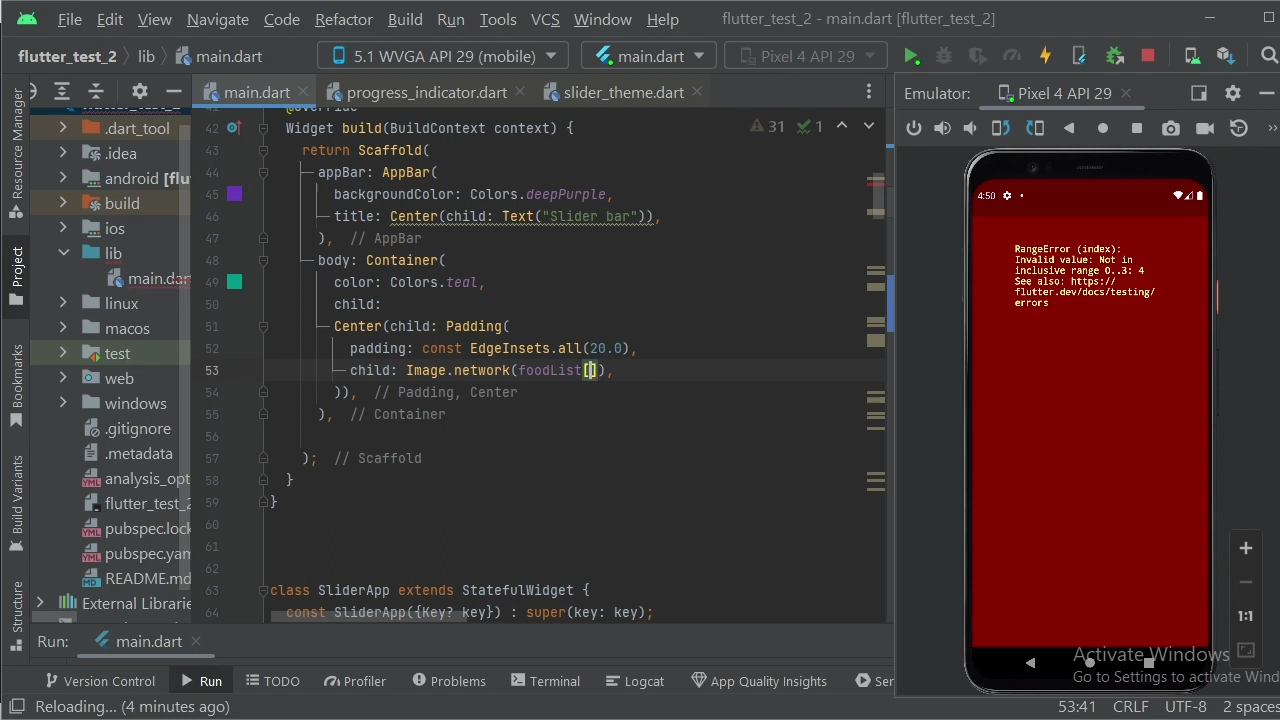 File Edit View Navigate Code Refactor Build Run Tools VCS Window Help flutter_test_2 - main.dart [flutter_test_2]
flutter_test_2 lib main.dart 5.1 WVGA API 29 (mobile) main.dart Pixel 4 API 29
main.dart progress_indicator.dart slider_theme.dart
Emulator: Pixel 4 API 29
Resource Manager
Project
Bookmarks
Build Variants
Structure
.dart_tool
.idea
android [flu
build
ios
lib
main.dar
linux
macos
test
web
windows
.gitignore
.metadata
analysis_opt
flutter_test_2
pubspec.lock
pubspec.yam
README.md
External Librarie
31 1
42 Widget build(BuildContext context) {
43 return Scaffold(
44 appBar: AppBar(
45 backgroundColor: Colors.deepPurple,
46 title: Center(child: Text("Slider bar")),
47 ), // AppBar
48 body: Container(
49 color: Colors.teal,
50 child:
51 Center(child: Padding(
52 padding: const EdgeInsets.all(20.0),
53 child: Image.network(foodList[]),
54 )), // Padding, Center
55 ), // Container
56
57 ); // Scaffold
58 }
59 }
60
61
62
63 class SliderApp extends StatefulWidget {
64 const SliderApp({Key? key}) : super(key: key);
4:50
RangeError (index):
Invalid value: Not in
inclusive range 0..3: 4
See also: https://
flutter.dev/docs/testing/
errors
1:1
Activate Windows
Go to Settings to activate Wind
Run: main.dart
Version Control Run TODO Profiler Problems Terminal Logcat App Quality Insights Ser
Reloading... (4 minutes ago) 53:41 CRLF UTF-8 2 spaces